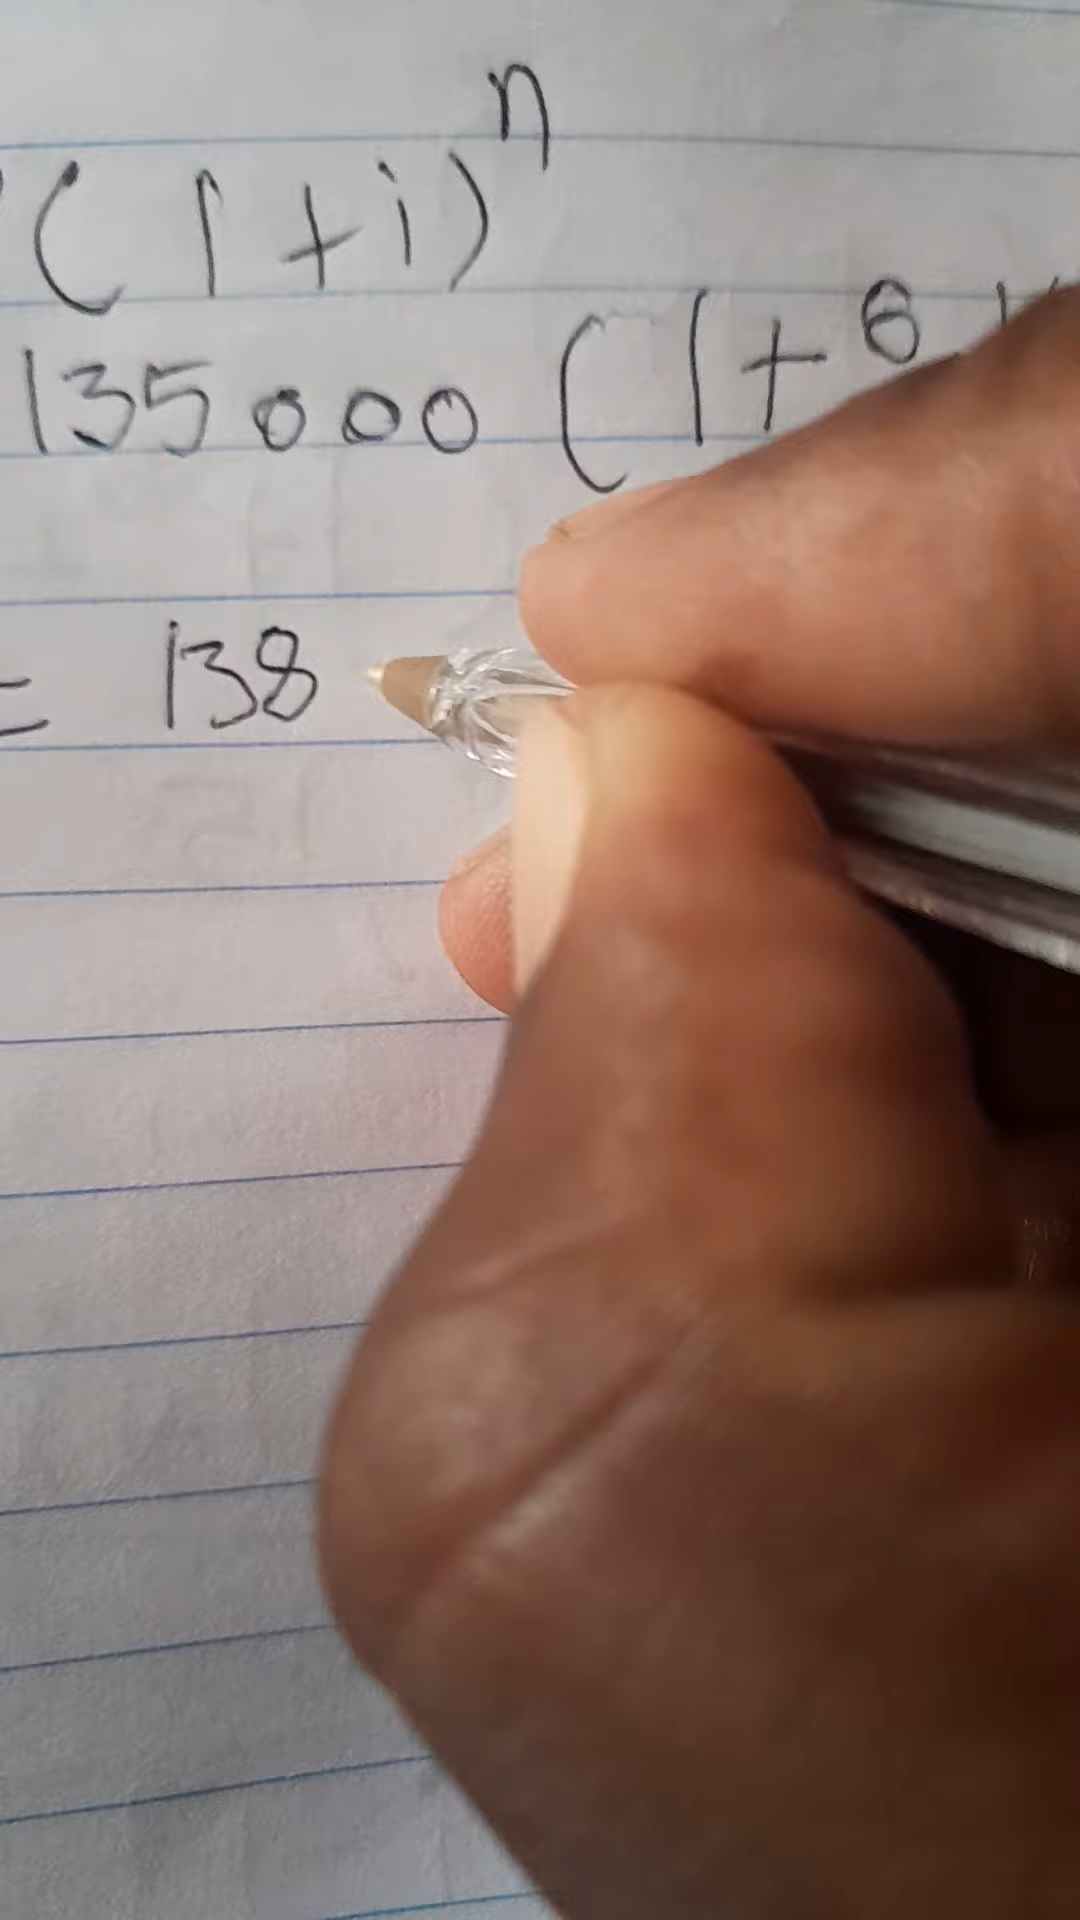 (1+i)^n
135000 (1+6
= 138